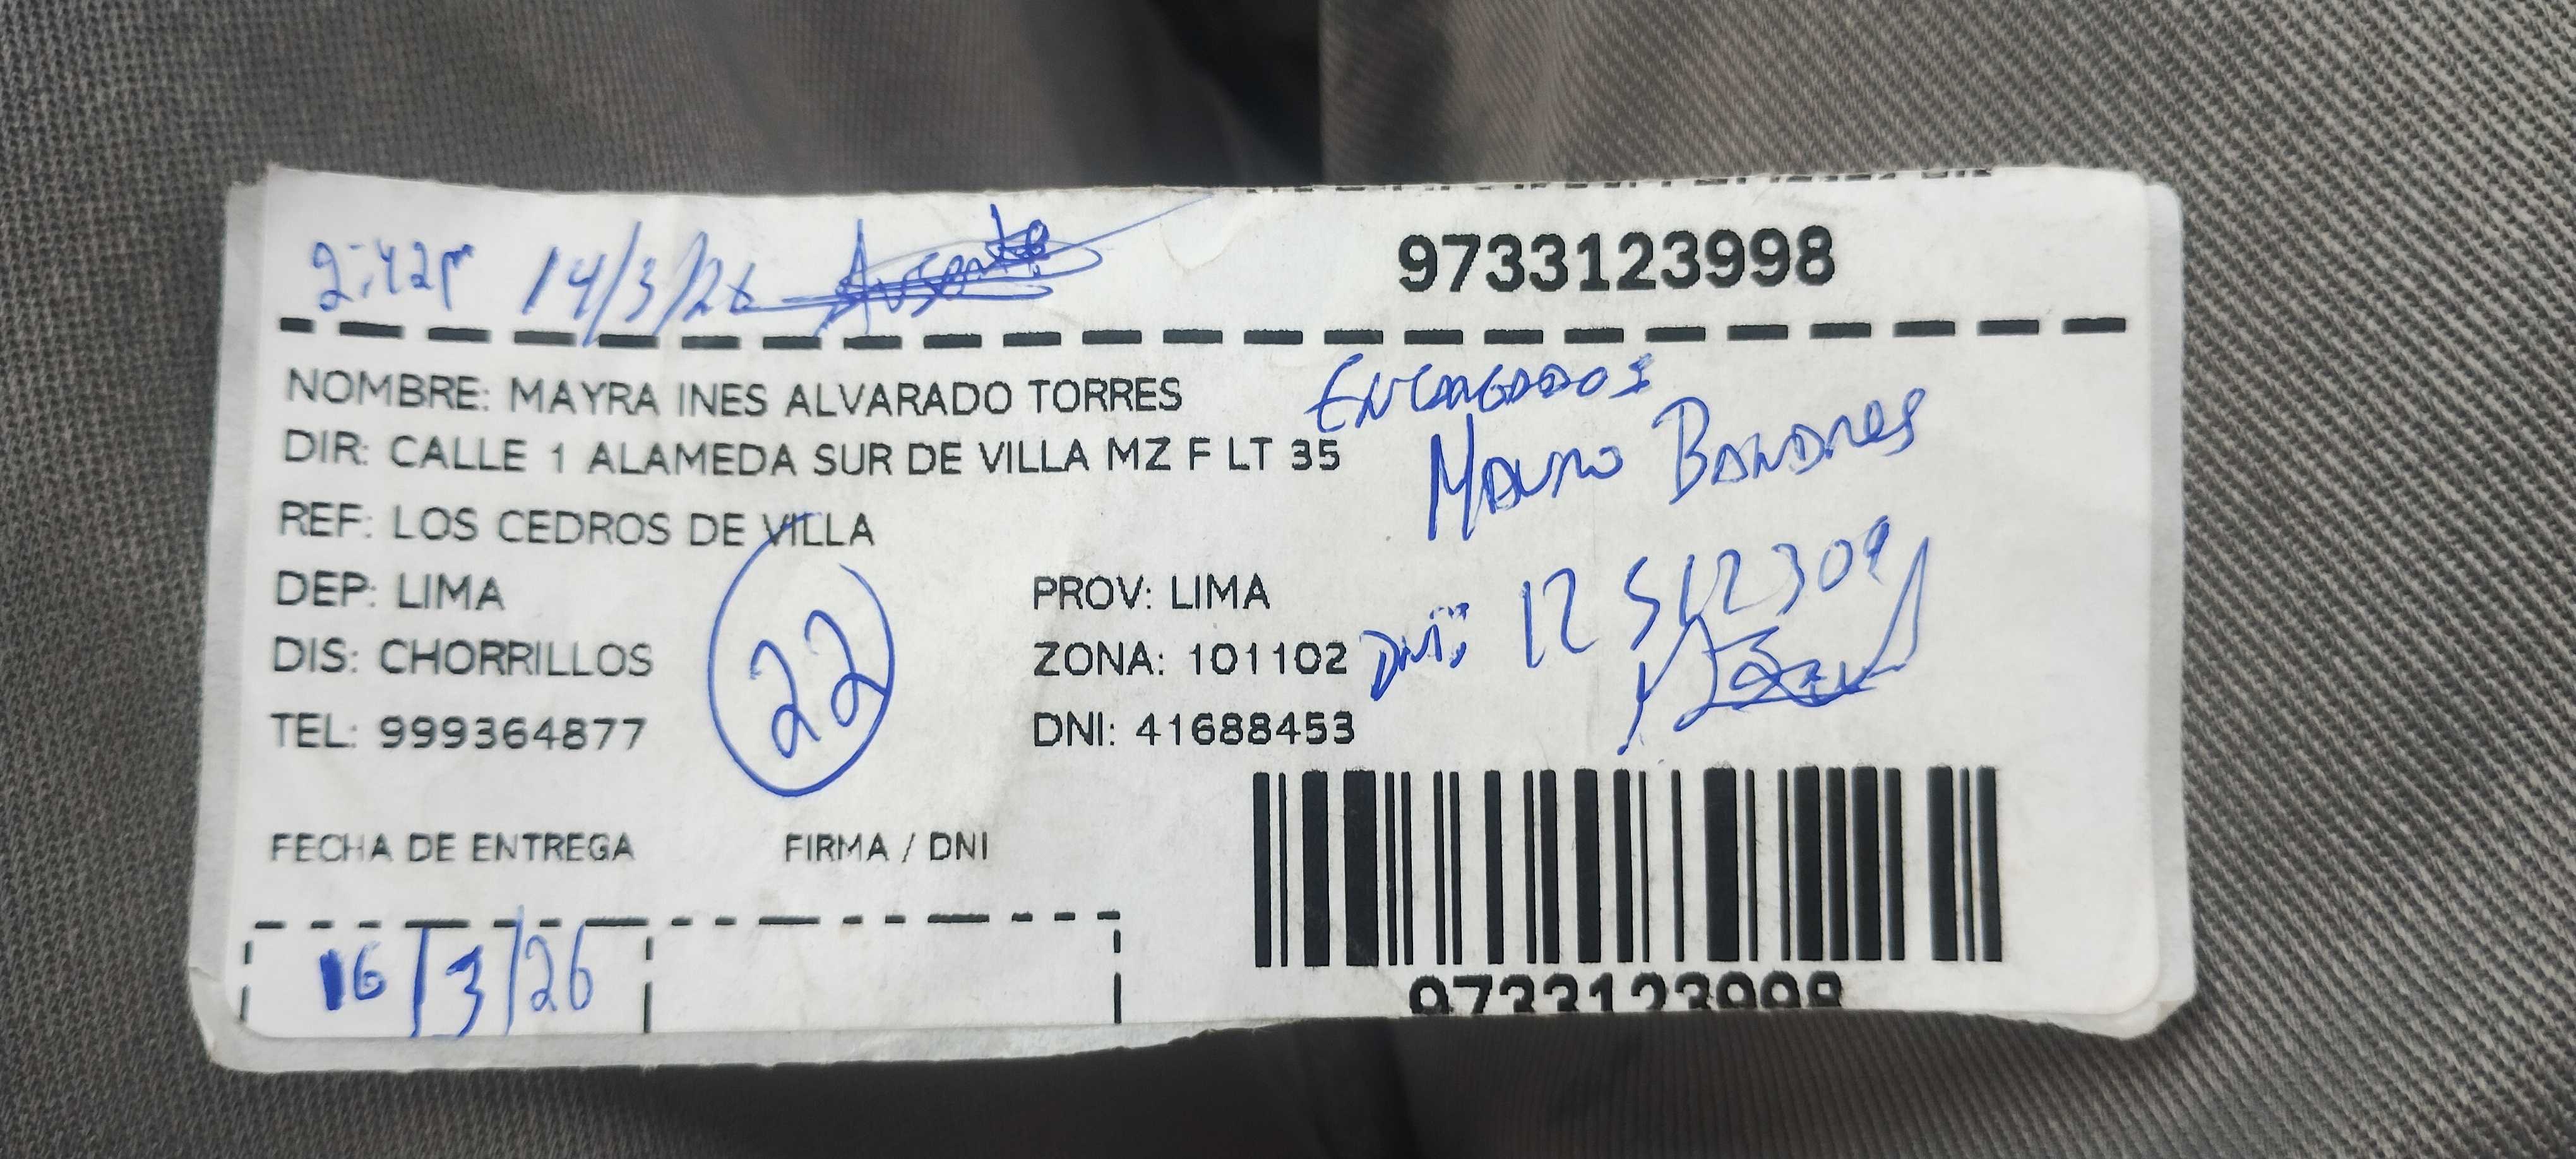 2:42p 14/3/26 Ausente
9733123998
NOMBRE: MAYRA INES ALVARADO TORRES
DIR: CALLE 1 ALAMEDA SUR DE VILLA MZ F LT 35
REF: LOS CEDROS DE VILLA
DEP: LIMA PROV: LIMA
DIS: CHORRILLOS ZONA: 101102
TEL: 999364877 DNI: 41688453
22
Mauro Bandres
DNI: 12512309
FECHA DE ENTREGA FIRMA / DNI
16/3/26
9733123998